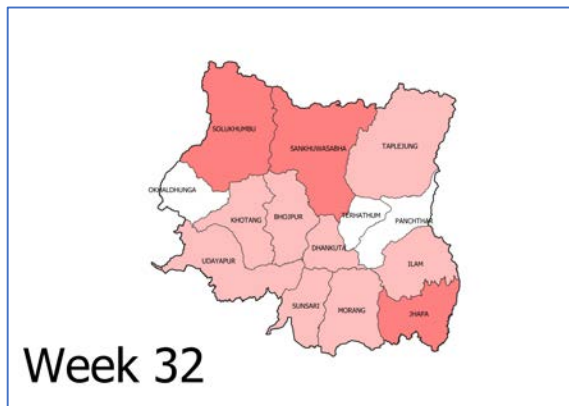 SOLUKHUMBU
SANKHUWASABHA
TAPLEJUNG
OKHALDHUNGA
KHOTANG
BHOJPUR
TERHATHUM
PANCHTHAR
DHANKUTA
UDAYAPUR
ILAM
SUNSARI
MORANG
JHAPA
Week 32